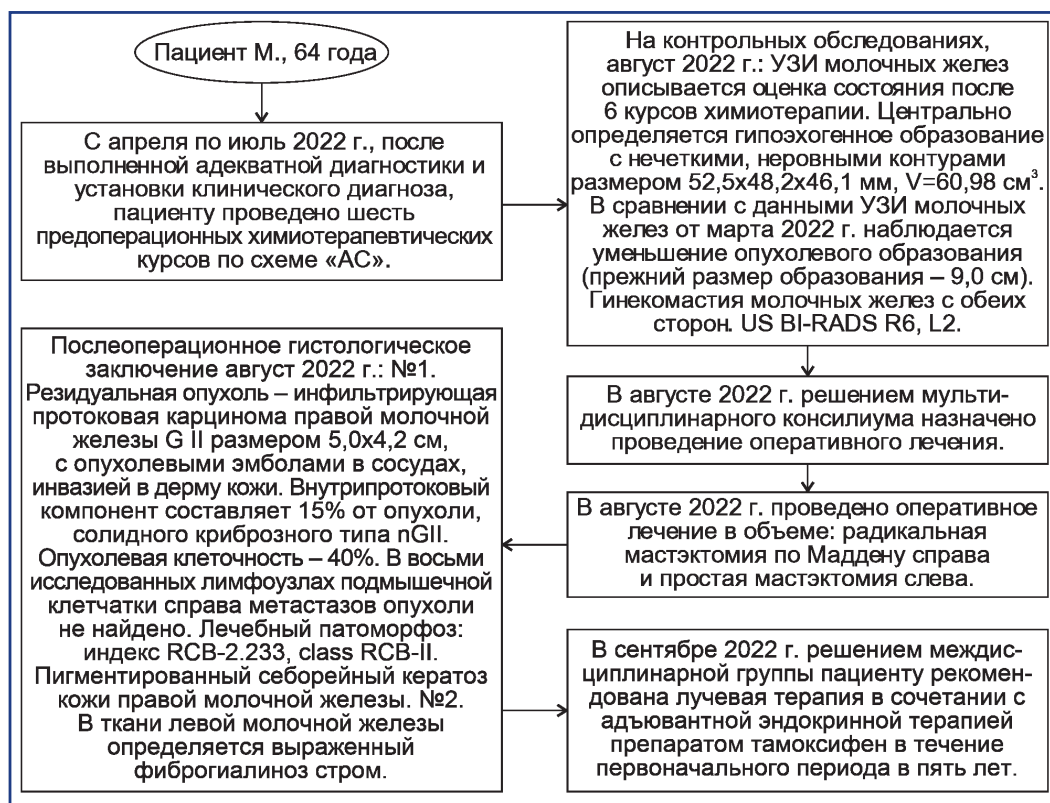 Пациент М., 64 года
С апреля по июль 2022 г., после
выполненной адекватной диагностики и
установки клинического диагноза,
пациенту проведено шесть
предоперационных химиотерапевтических
курсов по схеме «АС».
На контрольных обследованиях,
август 2022 г.: УЗИ молочных желез
описывается оценка состояния после
6 курсов химиотерапии. Центрально
определяется гипоэхогенное образование
с нечеткими, неровными контурами
размером 52,5х48,2х46,1 мм, V=60,98 см³.
В сравнении с данными УЗИ молочных
желез от марта 2022 г. наблюдается
уменьшение опухолевого образования
(прежний размер образования – 9,0 см).
Гинекомастия молочных желез с обеих
сторон. US BI-RADS R6, L2.
В августе 2022 г. решением мульти-
дисциплинарного консилиума назначено
проведение оперативного лечения.
В августе 2022 г. проведено оперативное
лечение в объеме: радикальная
мастэктомия по Маддену справа
и простая мастэктомия слева.
Послеоперационное гистологическое
заключение август 2022 г.: №1.
Резидуальная опухоль – инфильтрирующая
протоковая карцинома правой молочной
железы G II размером 5,0х4,2 см,
с опухолевыми эмболами в сосудах,
инвазией в дерму кожи. Внутрипротоковый
компонент составляет 15% от опухоли,
солидного криброзного типа nGII.
Опухолевая клеточность – 40%. В восьми
исследованных лимфоузлах подмышечной
клетчатки справа метастазов опухоли
не найдено. Лечебный патоморфоз:
индекс RCB-2.233, class RCB-II.
Пигментированный себорейный кератоз
кожи правой молочной железы. №2.
В ткани левой молочной железы
определяется выраженный
фиброгиалиноз стром.
В сентябре 2022 г. решением междис-
циплинарной группы пациенту рекомен-
дована лучевая терапия в сочетании с
адъювантной эндокринной терапией
препаратом тамоксифен в течение
первоначального периода в пять лет.